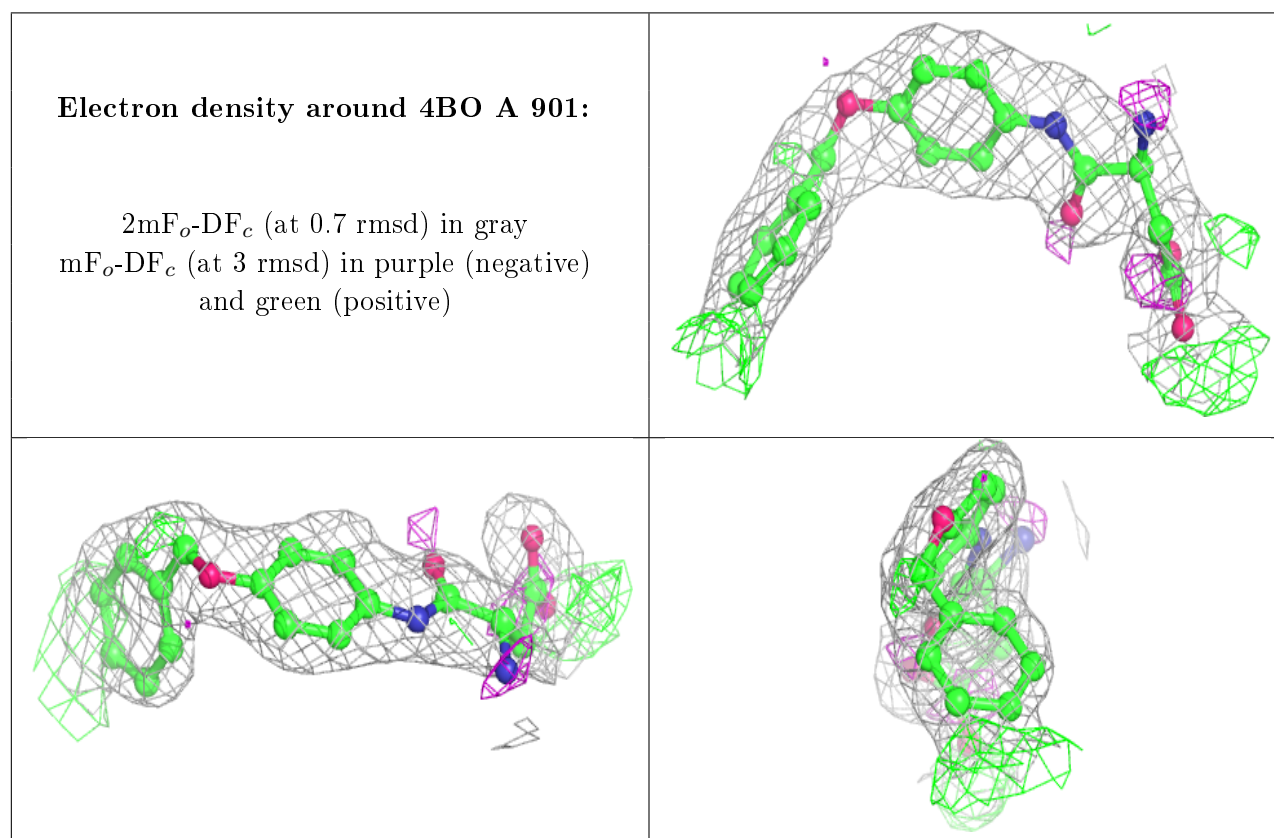 Electron density around 4BO A 901:
2mFₒ-DF𝒸 (at 0.7 rmsd) in gray
mFₒ-DF𝒸 (at 3 rmsd) in purple (negative)
and green (positive)